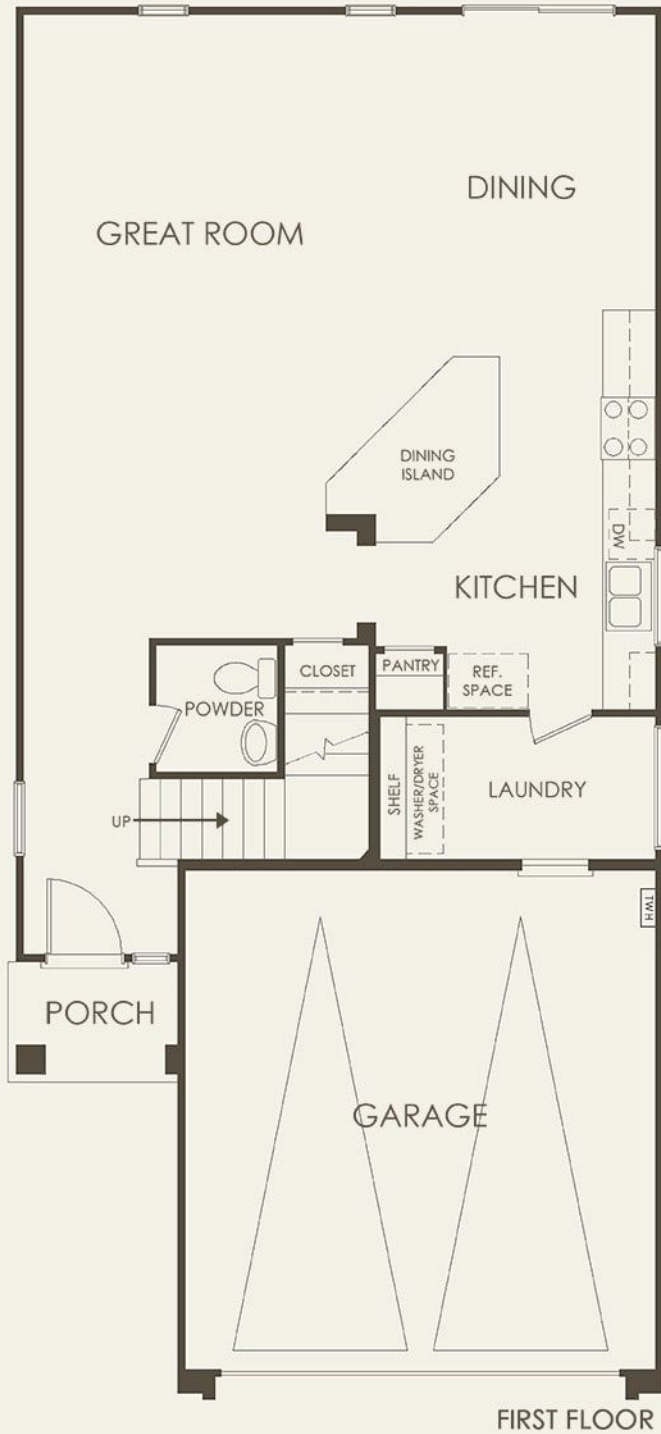 DINING
GREAT ROOM
DINING
ISLAND
DW
KITCHEN
CLOSET
PANTRY
REF.
SPACE
POWDER
SHELF
WASHER/DRYER
SPACE
LAUNDRY
UP
TWH
PORCH
GARAGE
FIRST FLOOR